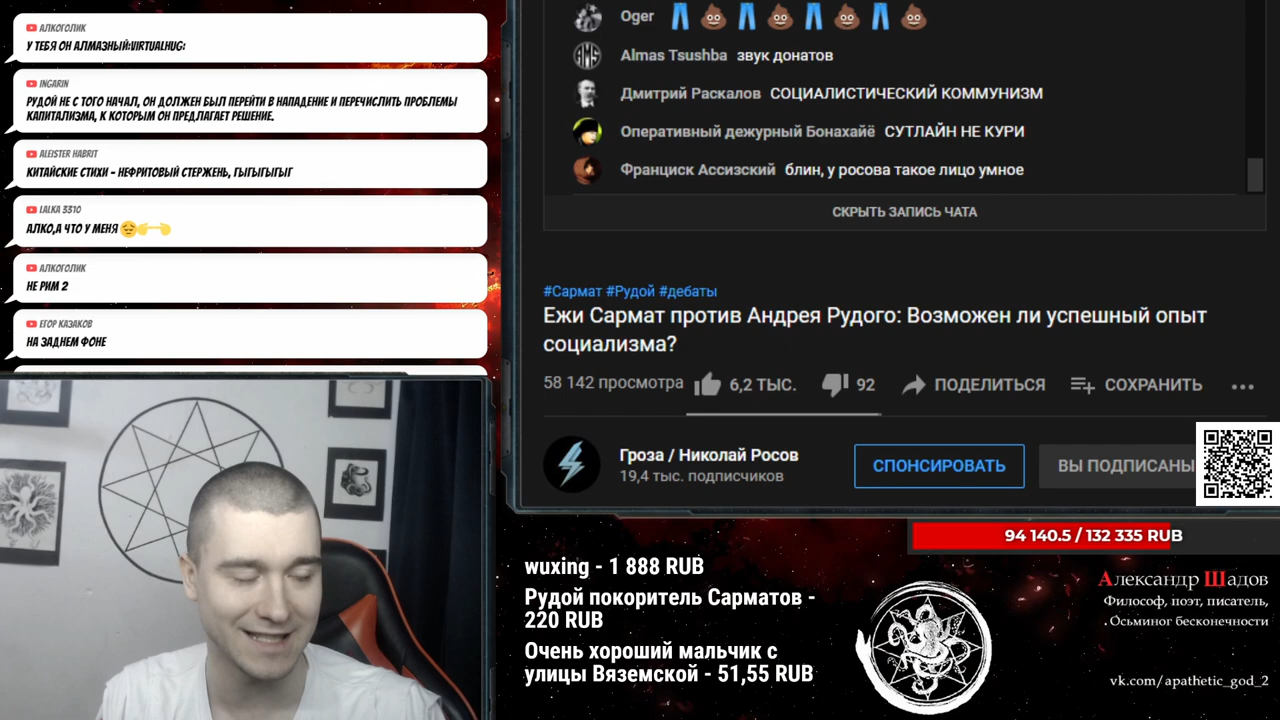 АЛКОГОЛИК
У ТЕБЯ ОН АЛМАЗНЫЙ:VIRTUALHUG:
INGARIN
РУДОЙ НЕ С ТОГО НАЧАЛ, ОН ДОЛЖЕН БЫЛ ПЕРЕЙТИ В НАПАДЕНИЕ И ПЕРЕЧИСЛИТЬ ПРОБЛЕМЫ
КАПИТАЛИЗМА, К КОТОРЫМ ОН ПРЕДЛАГАЕТ РЕШЕНИЕ.
ALEISTER HABRIT
КИТАЙСКИЕ СТИХИ - НЕФРИТОВЫЙ СТЕРЖЕНЬ, ГЫГЫГЫГЫГ
LALKA 3310
АЛКО,А ЧТО У МЕНЯ
АЛКОГОЛИК
НЕ РИМ 2
ЕГОР КАЗАКОВ
НА ЗАДНЕМ ФОНЕ
Oger
Almas Tsushba звук донатов
Дмитрий Раскалов СОЦИАЛИСТИЧЕСКИЙ КОММУНИЗМ
Оперативный дежурный Бонахайё СУТЛАЙН НЕ КУРИ
Франциск Ассизский блин, у росова такое лицо умное
СКРЫТЬ ЗАПИСЬ ЧАТА
#Сармат #Рудой #дебаты
Ежи Сармат против Андрея Рудого: Возможен ли успешный опыт
социализма?
58 142 просмотра 6,2 ТЫС. 92 ПОДЕЛИТЬСЯ СОХРАНИТЬ
Гроза / Николай Росов
19,4 тыс. подписчиков
СПОНСИРОВАТЬ
ВЫ ПОДПИСАНЫ
94 140.5 / 132 335 RUB
wuxing - 1 888 RUB
Рудой покоритель Сарматов -
220 RUB
Очень хороший мальчик с
улицы Вяземской - 51,55 RUB
Александр Шадов
Философ, поэт, писатель,
. Осьминог бесконечности
vk.com/apathetic_god_2